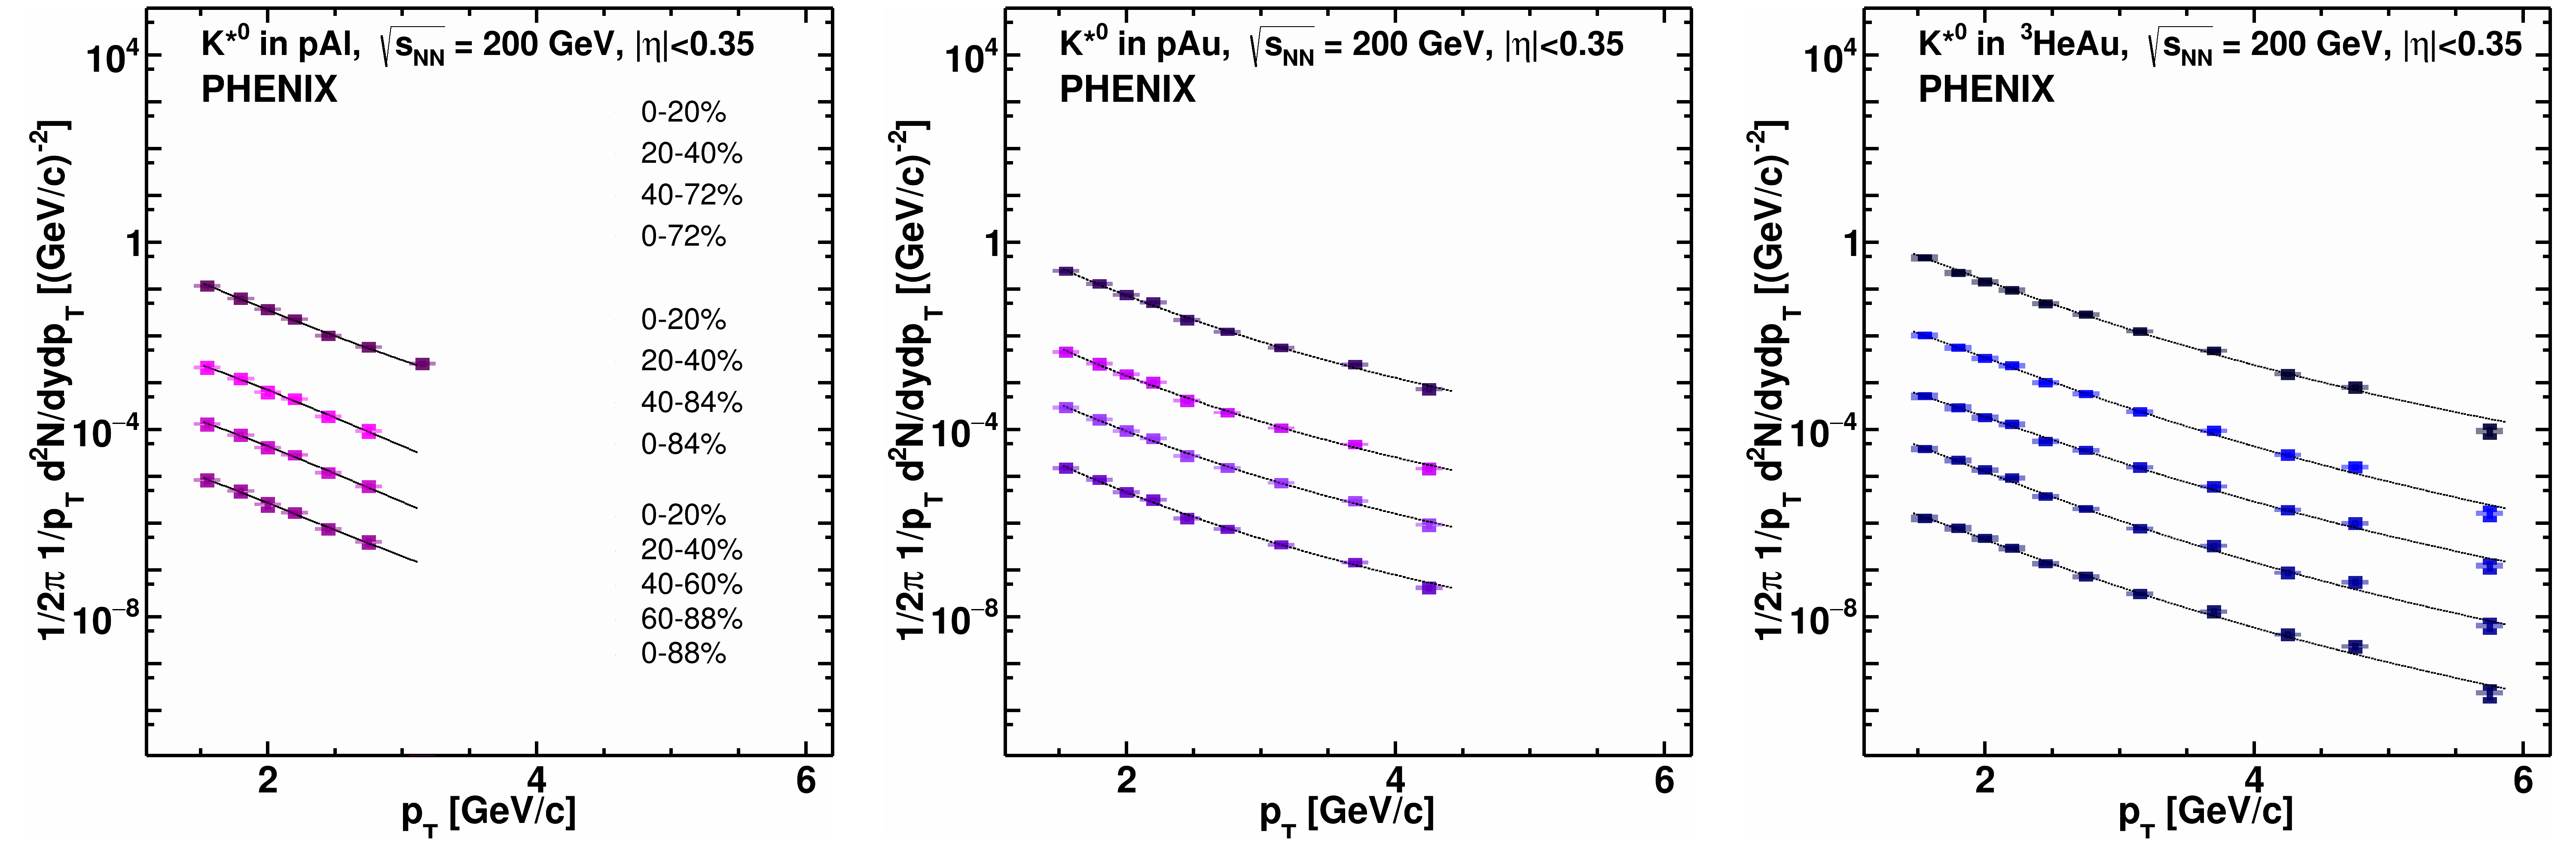 K*0 in pAl, √sNN = 200 GeV, |η|<0.35
PHENIX
0-20%
20-40%
40-72%
0-72%
0-20%
20-40%
40-84%
0-84%
0-20%
20-40%
40-60%
60-88%
0-88%
10^4
1
10^−4
10^−8
1/2π 1/pT d^2N/dydpT [(GeV/c)^-2]
2 4 6
pT [GeV/c]
K*0 in pAu, √sNN = 200 GeV, |η|<0.35
PHENIX
10^4
1
10^−4
10^−8
1/2π 1/pT d^2N/dydpT [(GeV/c)^-2]
2 4 6
pT [GeV/c]
K*0 in 3HeAu, √sNN = 200 GeV, |η|<0.35
PHENIX
10^4
1
10^−4
10^−8
1/2π 1/pT d^2N/dydpT [(GeV/c)^-2]
2 4 6
pT [GeV/c]